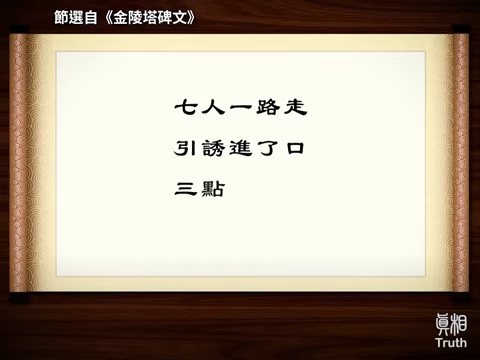 節選自《金陵塔碑文》
七人一路走
引誘進了口
三點
真相
Truth